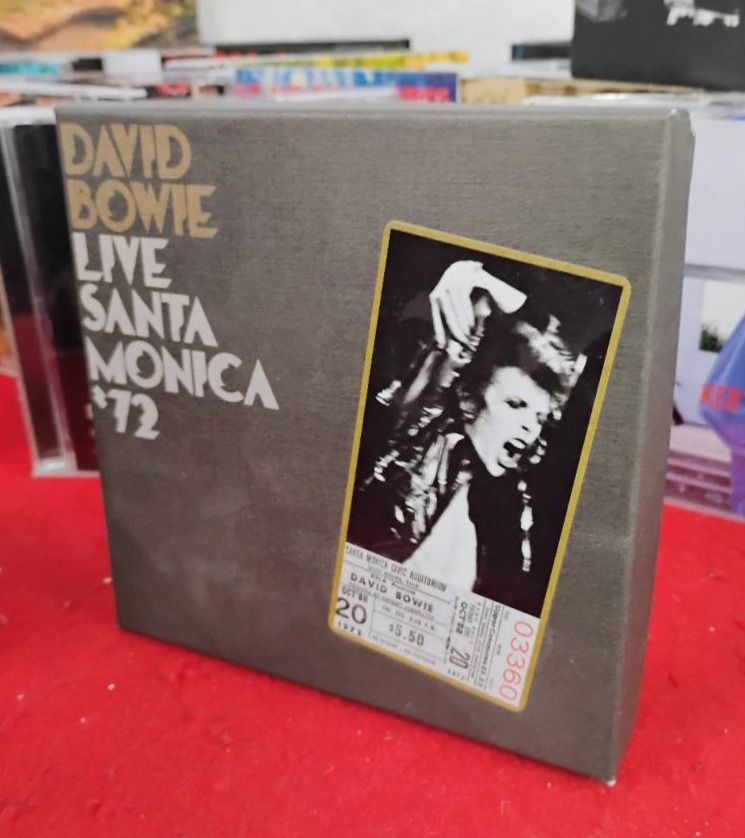 DAVID
BOWIE
LIVE
SANTA
MONICA
'72
SANTA MONICA CIVIC AUDITORIUM
DAVID BOWIE
OCT
20
1972
$5.50
OCT
20
03360